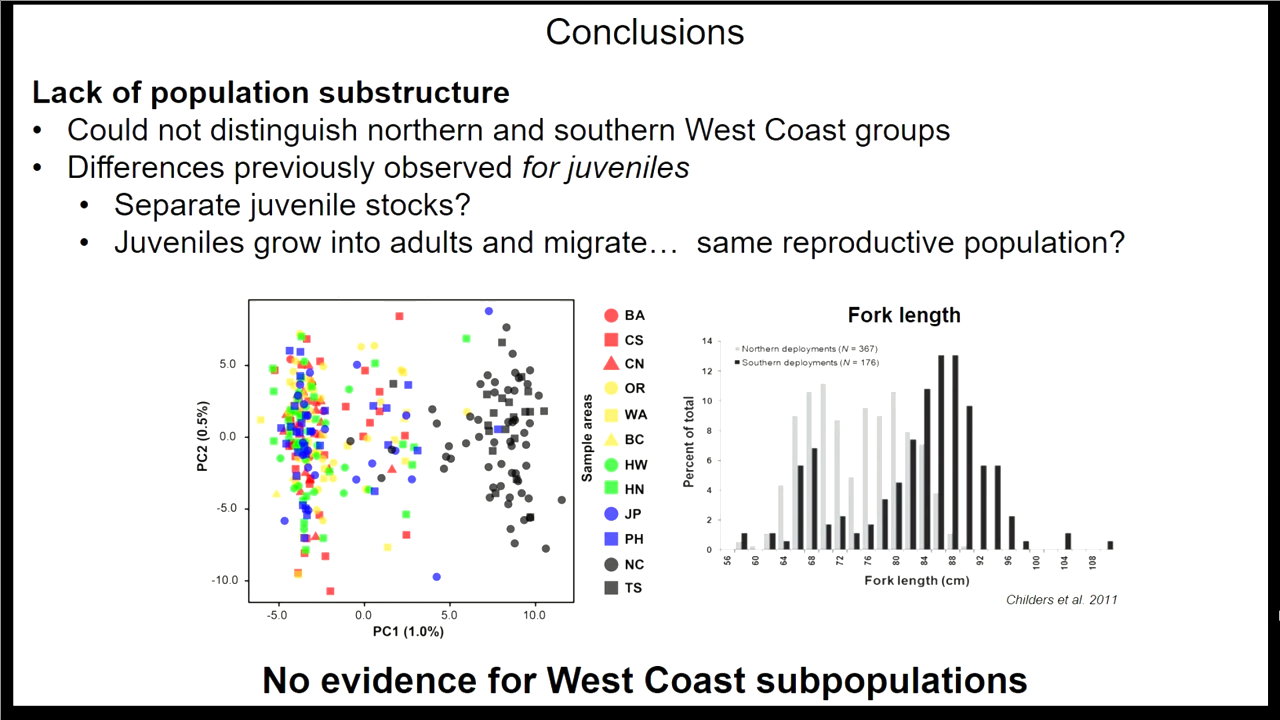 Conclusions
Lack of population substructure
• Could not distinguish northern and southern West Coast groups
• Differences previously observed for juveniles
• Separate juvenile stocks?
• Juveniles grow into adults and migrate… same reproductive population?
5.0
0.0
-5.0
-10.0
PC2 (0.5%)
-5.0 0.0 5.0 10.0
PC1 (1.0%)
Sample areas
BA
CS
CN
OR
WA
BC
HW
HN
JP
PH
NC
TS
Fork length
Northern deployments (N = 367)
Southern deployments (N = 176)
Percent of total
14
12
10
8
6
4
2
0
56 60 64 68 72 76 80 84 88 92 96 100 104 108
Fork length (cm)
Childers et al. 2011
No evidence for West Coast subpopulations